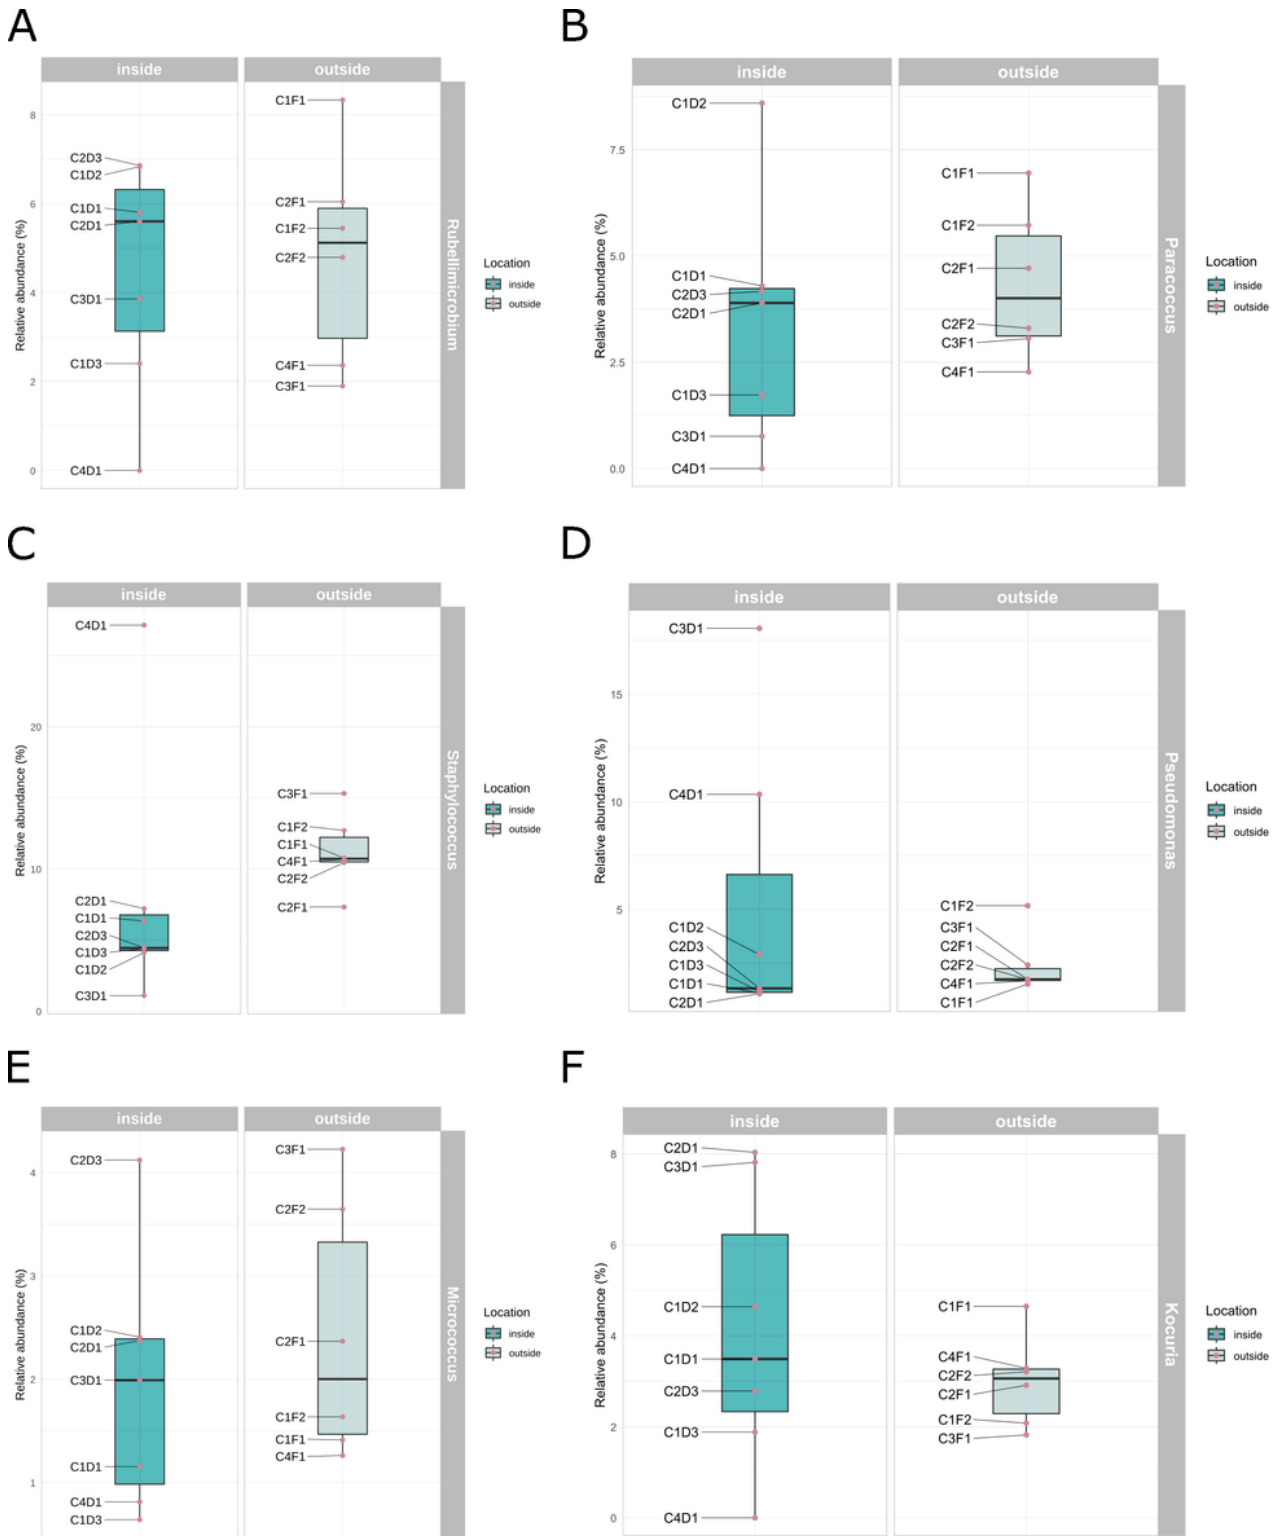 A
inside
outside
Relative abundance (%)
8
6
4
2
0
C2D3
C1D2
C1D1
C2D1
C3D1
C1D3
C4D1
C1F1
C2F1
C1F2
C2F2
C4F1
C3F1
Rubellimicrobium
Location
inside
outside
B
inside
outside
Relative abundance (%)
7.5
5.0
2.5
0.0
C1D2
C1D1
C2D3
C2D1
C1D3
C3D1
C4D1
C1F1
C1F2
C2F1
C2F2
C3F1
C4F1
Paracoccus
Location
inside
outside
C
inside
outside
Relative abundance (%)
20
10
0
C4D1
C2D1
C1D1
C2D3
C1D3
C1D2
C3D1
C3F1
C1F2
C1F1
C4F1
C2F2
C2F1
Staphylococcus
Location
inside
outside
D
inside
outside
Relative abundance (%)
15
10
5
C3D1
C4D1
C1D2
C2D3
C1D3
C1D1
C2D1
C1F2
C3F1
C2F1
C2F2
C4F1
C1F1
Pseudomonas
Location
inside
outside
E
inside
outside
Relative abundance (%)
4
3
2
1
C2D3
C1D2
C2D1
C3D1
C1D1
C4D1
C1D3
C3F1
C2F2
C2F1
C1F2
C1F1
C4F1
Micrococcus
Location
inside
outside
F
inside
outside
Relative abundance (%)
8
6
4
2
0
C2D1
C3D1
C1D2
C1D1
C2D3
C1D3
C4D1
C1F1
C4F1
C2F2
C2F1
C1F2
C3F1
Kocuria
Location
inside
outside